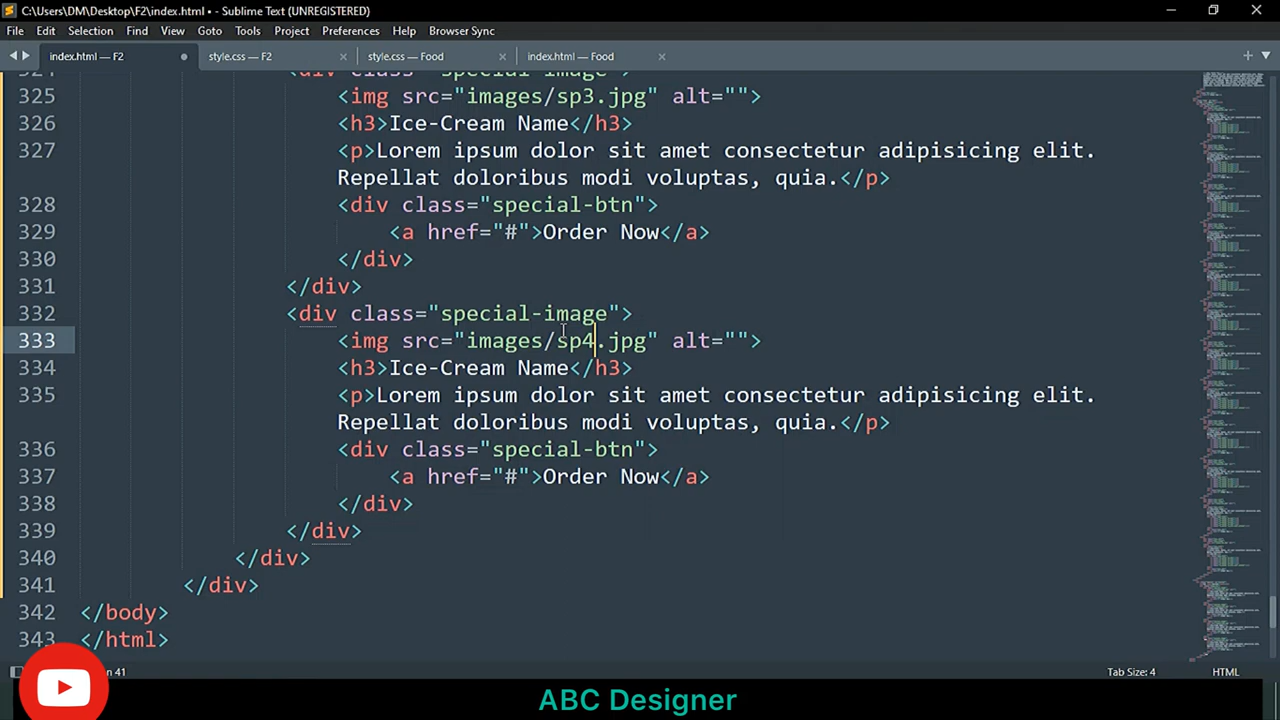 C:\Users\DM\Desktop\F2\index.html • - Sublime Text (UNREGISTERED)
File Edit Selection Find View Goto Tools Project Preferences Help Browser Sync
index.html — F2 style.css — F2 style.css — Food index.html — Food
324 <div class="special-image">
325 <img src="images/sp3.jpg" alt="">
326 <h3>Ice-Cream Name</h3>
327 <p>Lorem ipsum dolor sit amet consectetur adipisicing elit.
Repellat doloribus modi voluptas, quia.</p>
328 <div class="special-btn">
329 <a href="#">Order Now</a>
330 </div>
331 </div>
332 <div class="special-image">
333 <img src="images/sp4.jpg" alt="">
334 <h3>Ice-Cream Name</h3>
335 <p>Lorem ipsum dolor sit amet consectetur adipisicing elit.
Repellat doloribus modi voluptas, quia.</p>
336 <div class="special-btn">
337 <a href="#">Order Now</a>
338 </div>
339 </div>
340 </div>
341 </div>
342 </body>
343 </html>
41 Tab Size: 4 HTML
ABC Designer